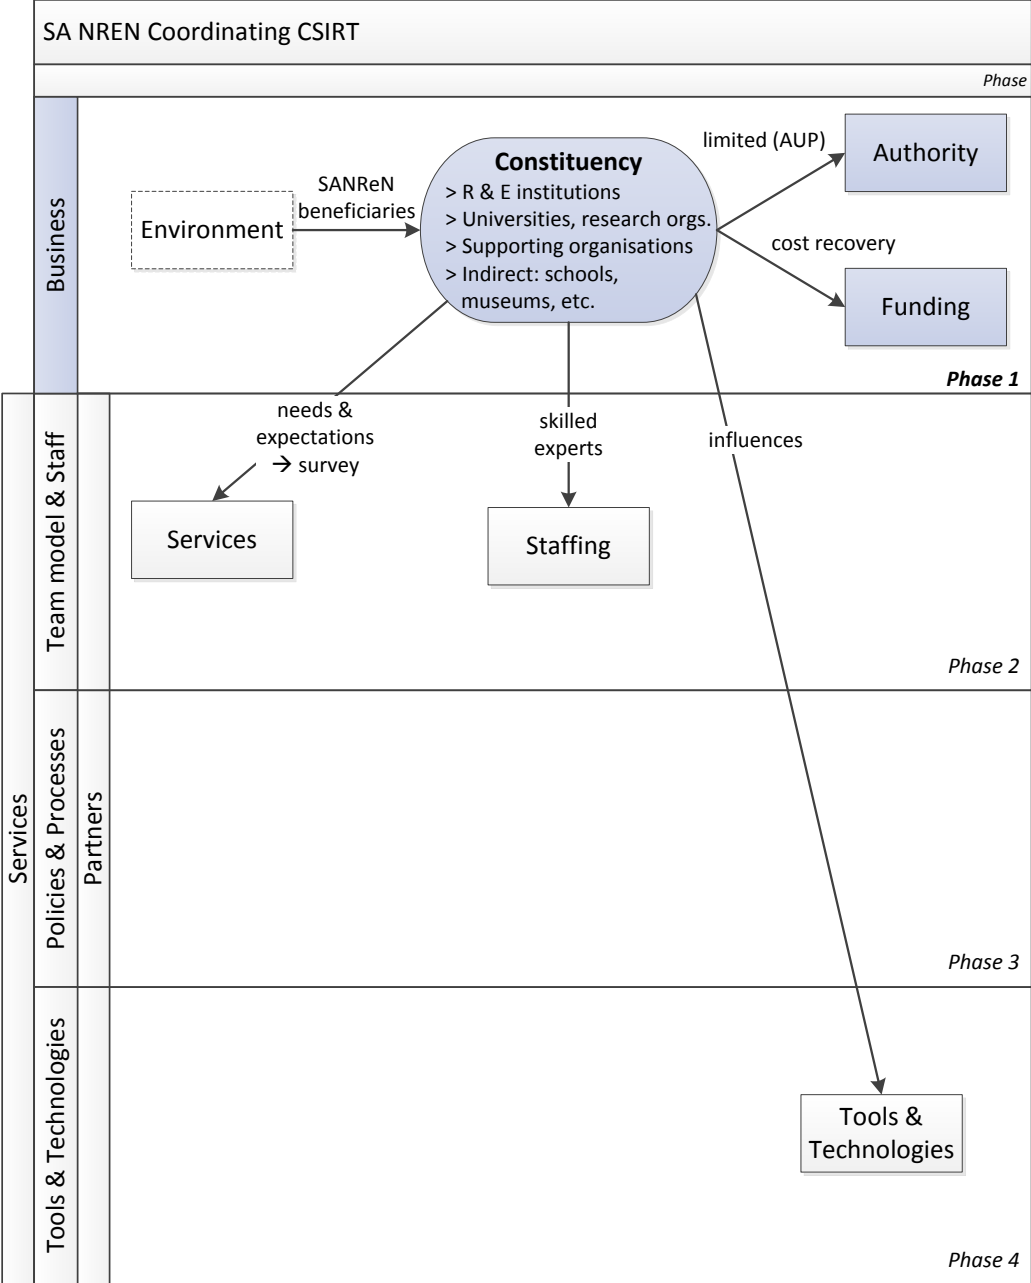 SA NREN Coordinating CSIRT
Phase
Business
Environment
SANReN
beneficiaries
Constituency
> R & E institutions
> Universities, research orgs.
> Supporting organisations
> Indirect: schools,
museums, etc.
limited (AUP)
Authority
cost recovery
Funding
Phase 1
Services
Team model & Staff
Partners
needs &
expectations
→ survey
Services
skilled
experts
Staffing
influences
Phase 2
Policies & Processes
Phase 3
Tools & Technologies
Tools &
Technologies
Phase 4